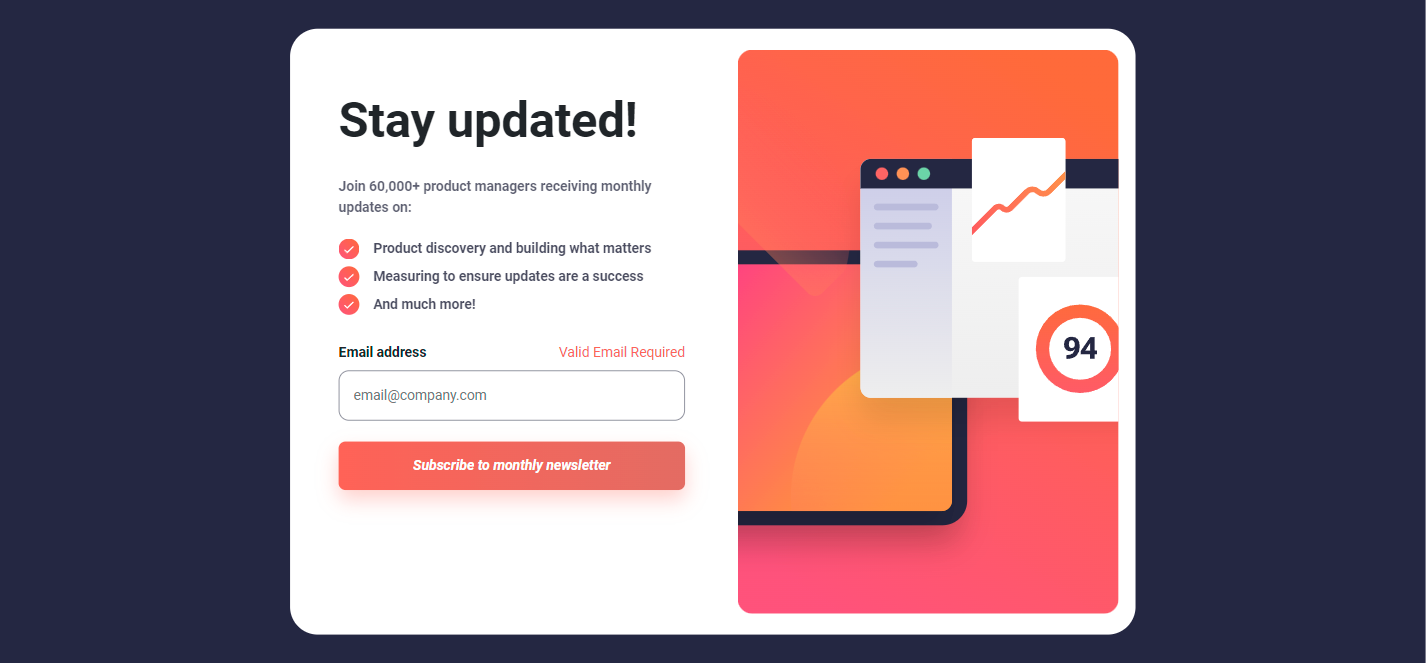 Stay updated!
Join 60,000+ product managers receiving monthly
updates on:
Product discovery and building what matters
Measuring to ensure updates are a success
And much more!
Email address
Valid Email Required
email@company.com
Subscribe to monthly newsletter
94